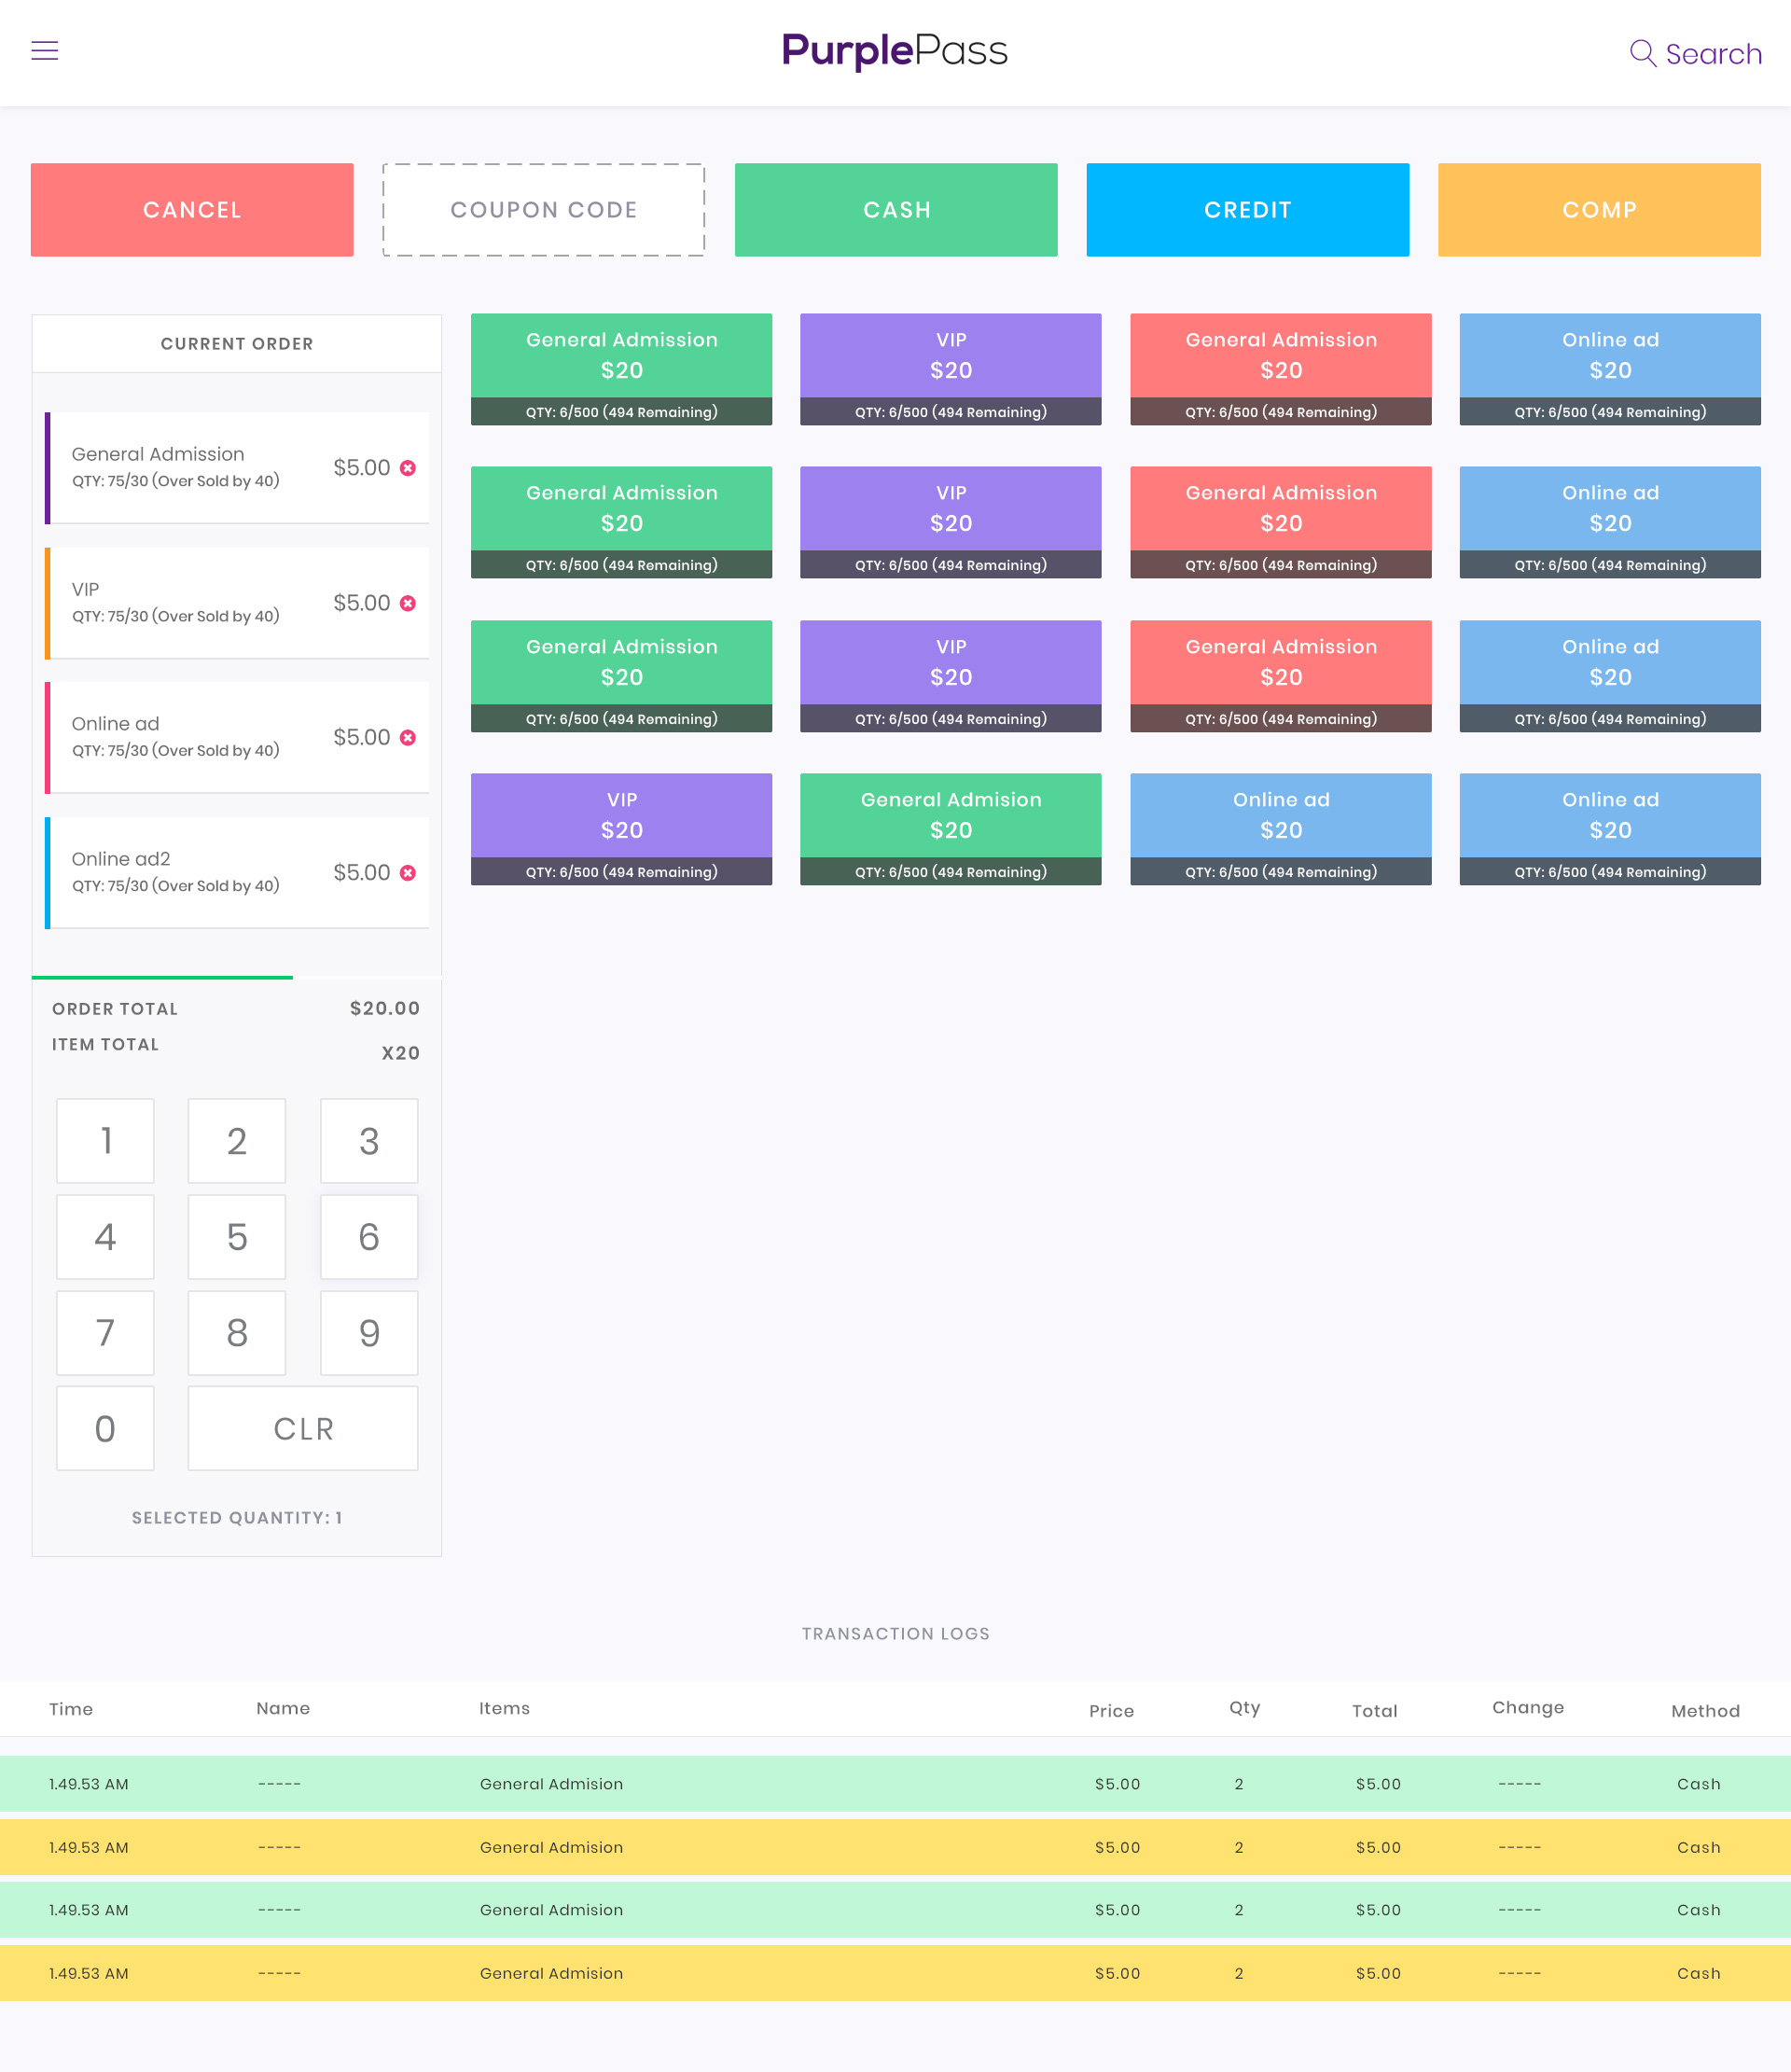 PurplePass
Search
CANCEL
COUPON CODE
CASH
CREDIT
COMP
CURRENT ORDER
General Admission
QTY: 75/30 (Over Sold by 40)
$5.00
VIP
QTY: 75/30 (Over Sold by 40)
$5.00
Online ad
QTY: 75/30 (Over Sold by 40)
$5.00
Online ad2
QTY: 75/30 (Over Sold by 40)
$5.00
ORDER TOTAL $20.00
ITEM TOTAL X20
1 2 3
4 5 6
7 8 9
0 CLR
SELECTED QUANTITY: 1
General Admission
$20
QTY: 6/500 (494 Remaining)
VIP
$20
QTY: 6/500 (494 Remaining)
General Admission
$20
QTY: 6/500 (494 Remaining)
Online ad
$20
QTY: 6/500 (494 Remaining)
General Admission
$20
QTY: 6/500 (494 Remaining)
VIP
$20
QTY: 6/500 (494 Remaining)
General Admission
$20
QTY: 6/500 (494 Remaining)
Online ad
$20
QTY: 6/500 (494 Remaining)
General Admission
$20
QTY: 6/500 (494 Remaining)
VIP
$20
QTY: 6/500 (494 Remaining)
General Admission
$20
QTY: 6/500 (494 Remaining)
Online ad
$20
QTY: 6/500 (494 Remaining)
VIP
$20
QTY: 6/500 (494 Remaining)
General Admision
$20
QTY: 6/500 (494 Remaining)
Online ad
$20
QTY: 6/500 (494 Remaining)
Online ad
$20
QTY: 6/500 (494 Remaining)
TRANSACTION LOGS
Time Name Items Price Qty Total Change Method
1.49.53 AM ----- General Admision $5.00 2 $5.00 ----- Cash
1.49.53 AM ----- General Admision $5.00 2 $5.00 ----- Cash
1.49.53 AM ----- General Admision $5.00 2 $5.00 ----- Cash
1.49.53 AM ----- General Admision $5.00 2 $5.00 ----- Cash